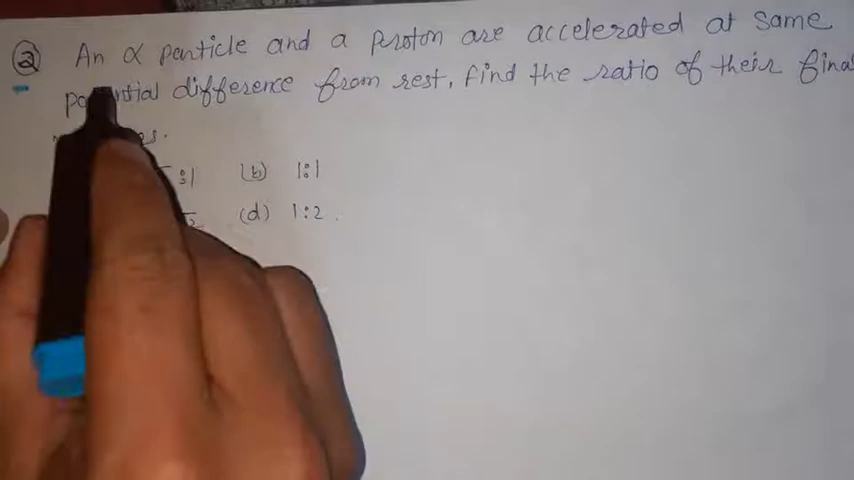 ② An α particle and a proton are accelerated at same
difference from rest, find the ratio of their final
:1 (b) 1:1
(d) 1:2.